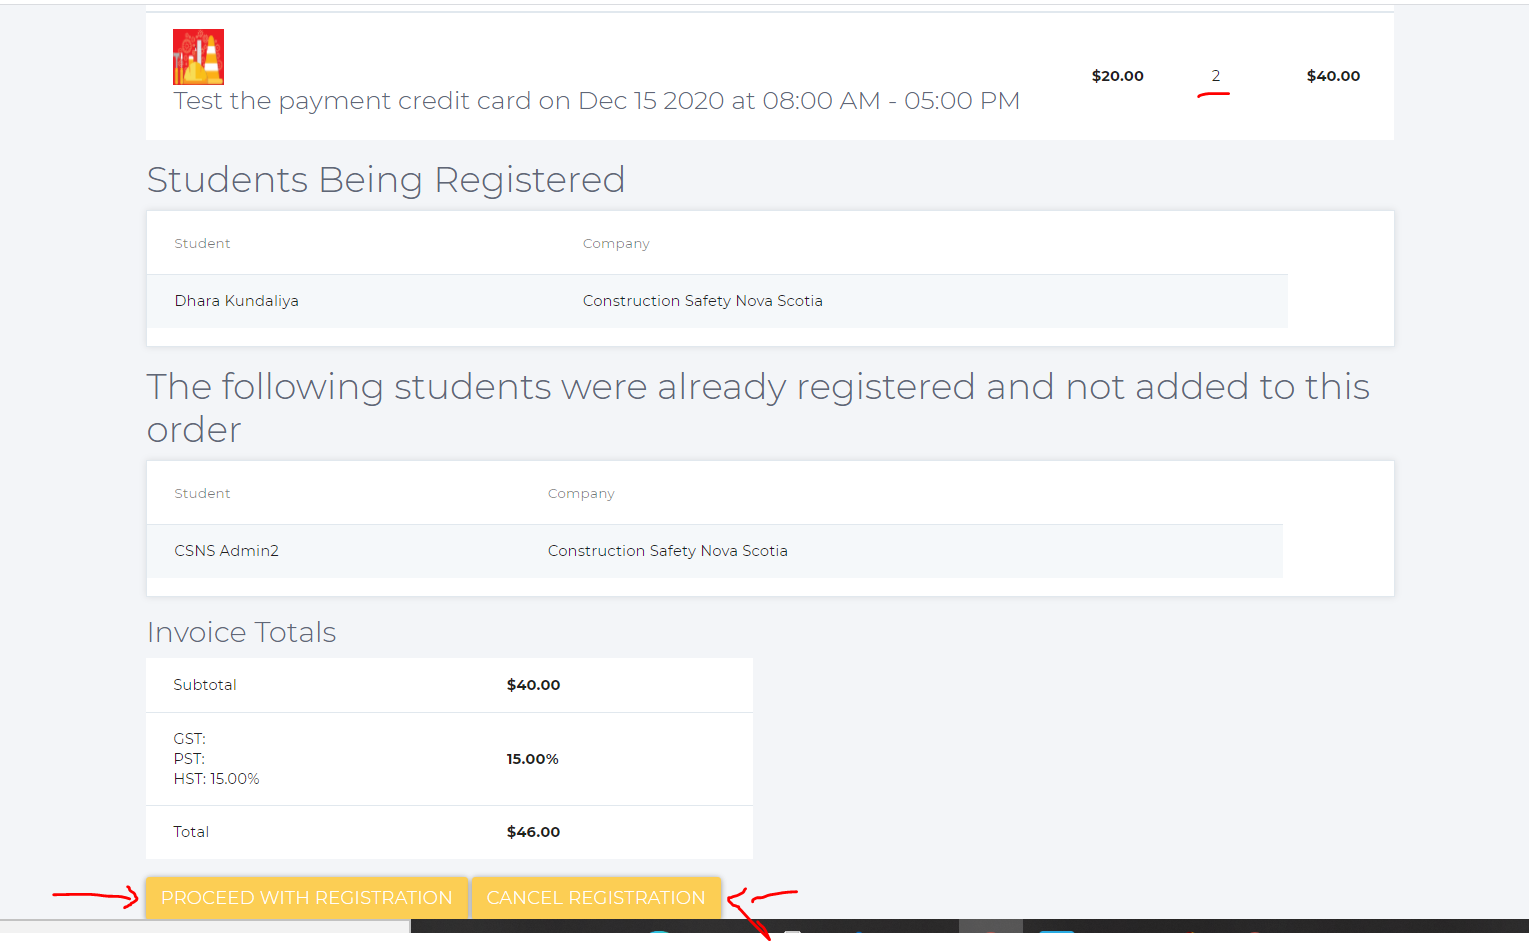 $20.00 2 $40.00
Test the payment credit card on Dec 15 2020 at 08:00 AM - 05:00 PM
Students Being Registered
Student Company
Dhara Kundaliya Construction Safety Nova Scotia
The following students were already registered and not added to this
order
Student Company
CSNS Admin2 Construction Safety Nova Scotia
Invoice Totals
Subtotal $40.00
GST:
PST: 15.00%
HST: 15.00%
Total $46.00
PROCEED WITH REGISTRATION CANCEL REGISTRATION